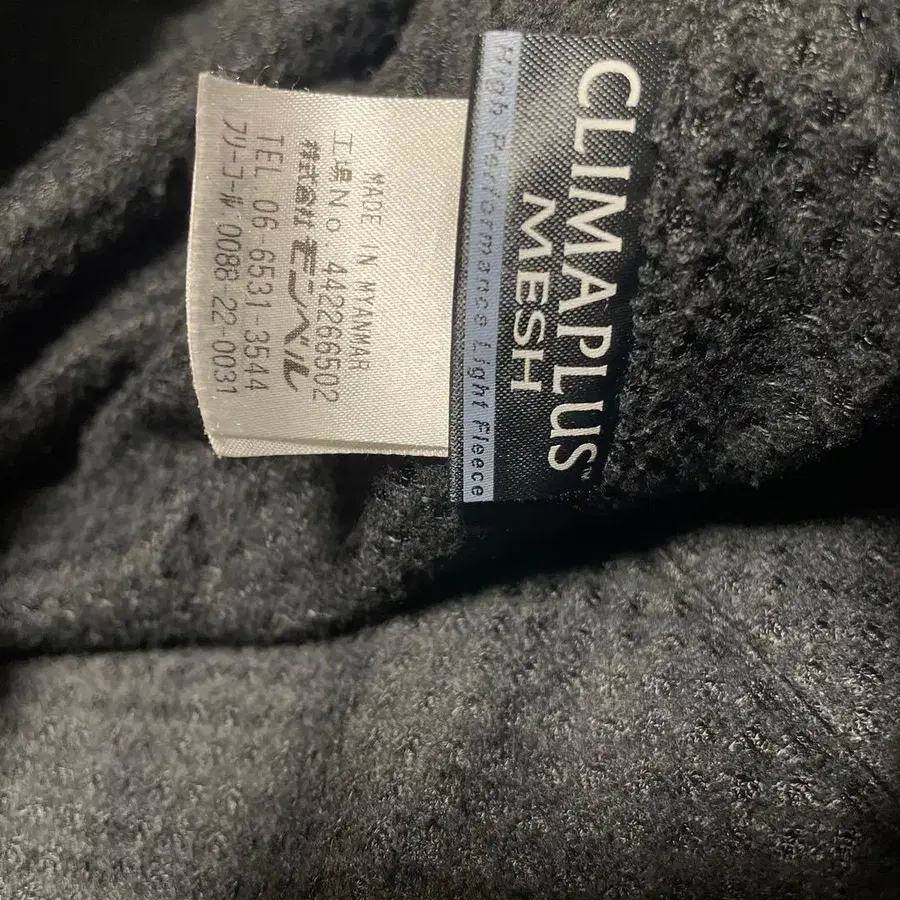 CLIMAPLUS™
MESH
High Performance Light Fleece
MADE IN MYANMAR
工場No 442266502
株式会社モンベル
TEL.06-6531-3544
フリーコール 0088-22-0031